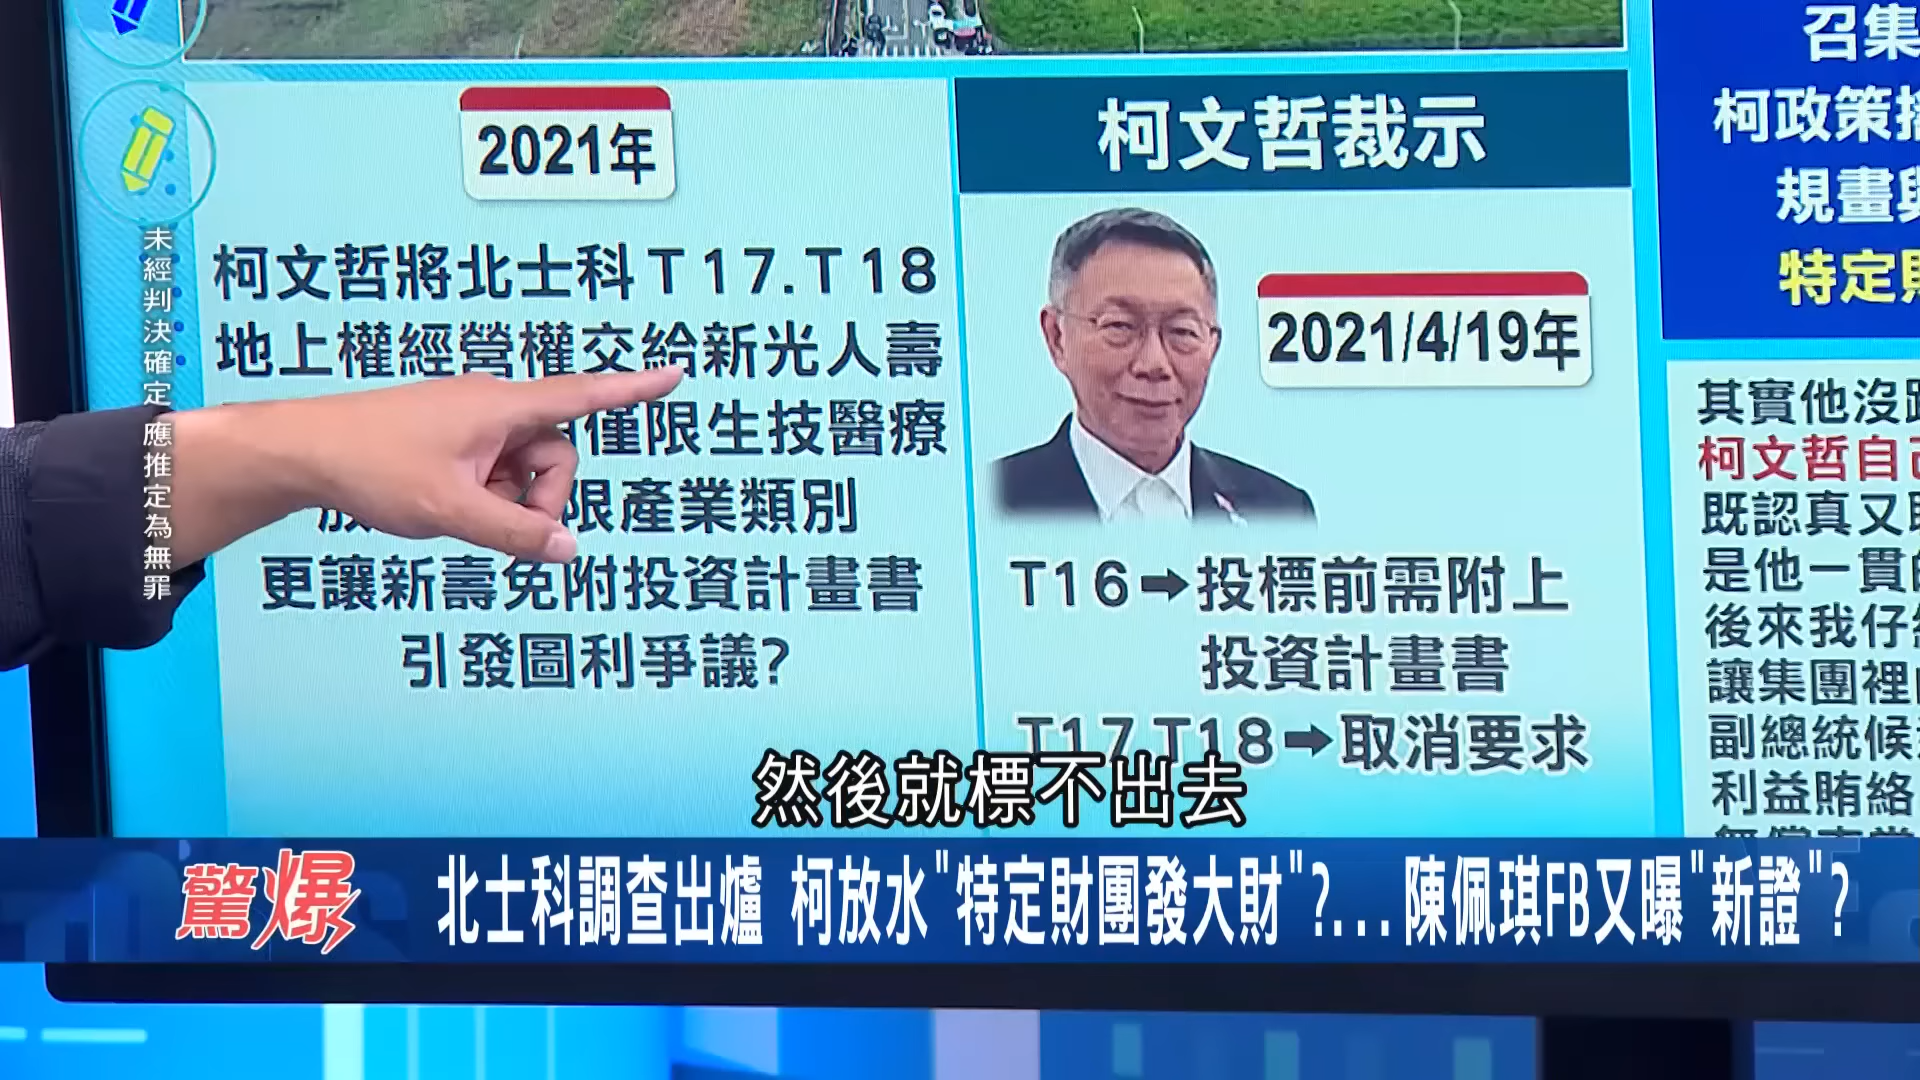 2021年
柯文哲將北士科T17.T18
地上權經營權交給新光人壽
僅限生技醫療
限產業類別
更讓新壽免附投資計畫書
引發圖利爭議?
未經判決確定 應推定為無罪
柯文哲裁示
2021/4/19年
T16➡投標前需附上
投資計畫書
T17.T18➡取消要求
召集
柯政策
規畫
特定
其實他沒
柯文哲自
既認真又
是他一貫
後來我仔
讓集團裡
副總統候
利益賄絡
然後就標不出去
驚爆
北士科調查出爐 柯放水"特定財團發大財"?...陳佩琪FB又曝"新證"?